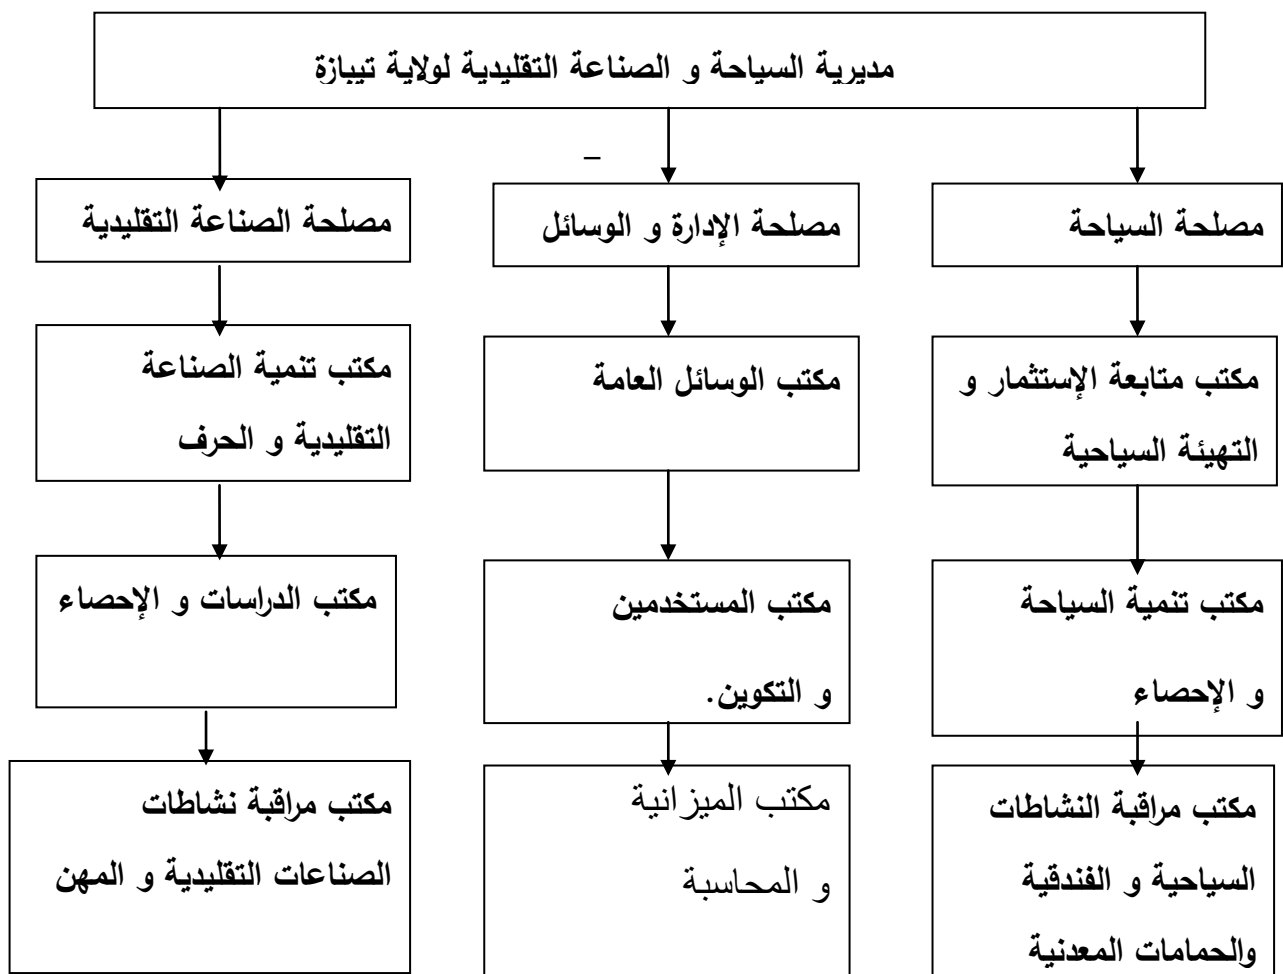 مديرية السياحة و الصناعة التقليدية لولاية تيبازة
–
مصلحة السياحة
مصلحة الإدارة و الوسائل
مصلحة الصناعة التقليدية
مكتب متابعة الإستثمار و
التهيئة السياحية
مكتب الوسائل العامة
مكتب تنمية الصناعة
التقليدية و الحرف
مكتب تنمية السياحة
و الإحصاء
مكتب المستخدمين
و التكوين.
مكتب الدراسات و الإحصاء
مكتب مراقبة النشاطات
السياحية و الفندقية
والحمامات المعدنية
مكتب الميزانية
و المحاسبة
مكتب مراقبة نشاطات
الصناعات التقليدية و المهن